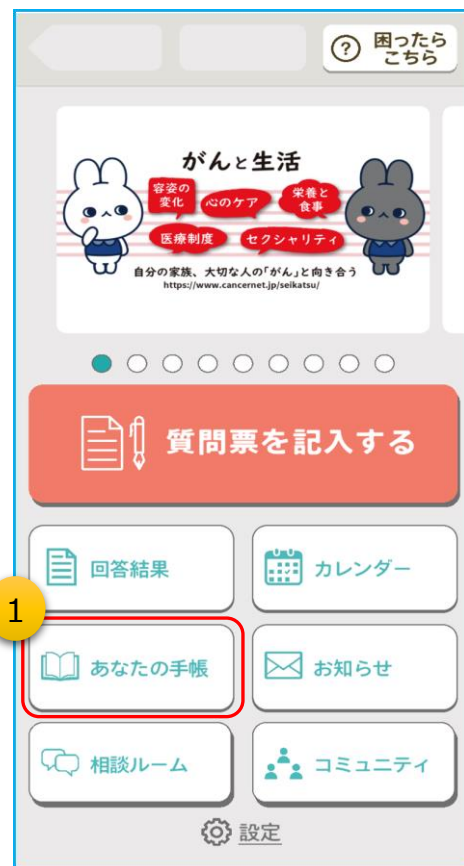 ? 困ったら
こちら
がんと生活
容姿の
変化
心のケア
栄養と
食事
医療制度
セクシャリティ
自分の家族、大切な人の「がん」と向き合う
https://www.cancernet.jp/seikatsu/
質問票を記入する
回答結果
カレンダー
1
あなたの手帳
お知らせ
相談ルーム
コミュニティ
設定